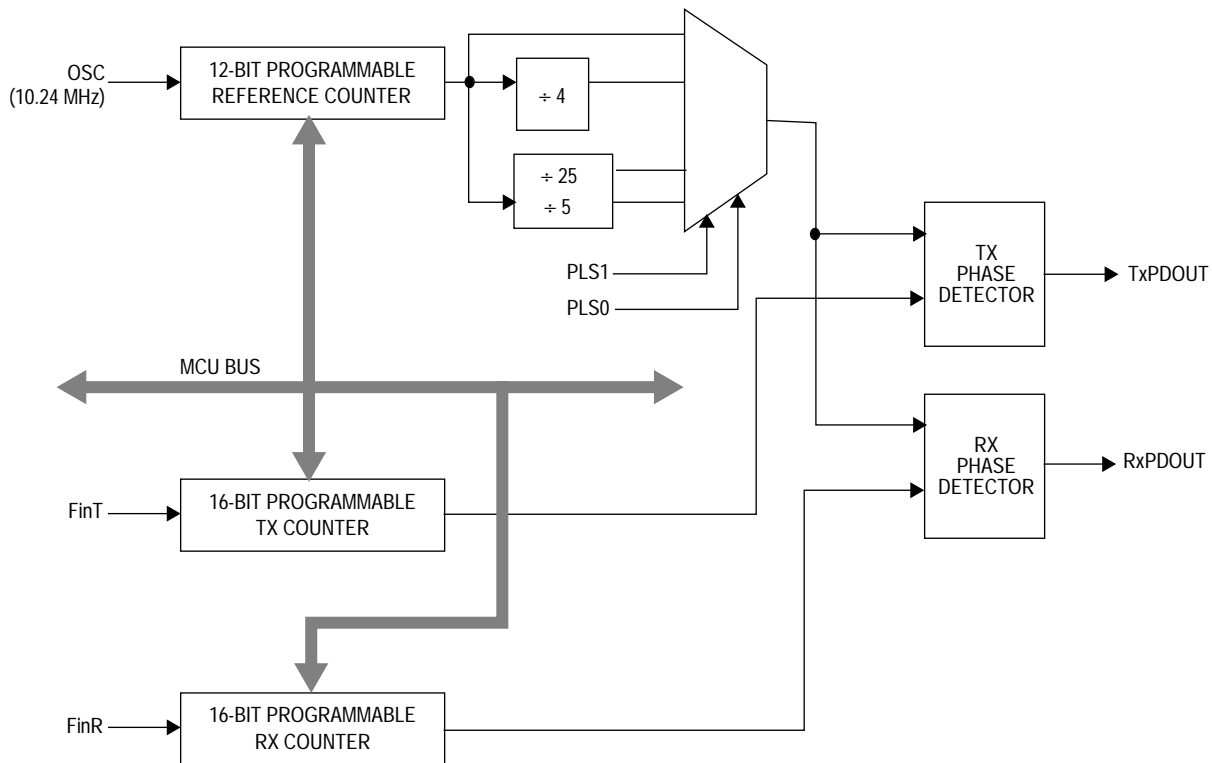 OSC
(10.24 MHz)
12-BIT PROGRAMMABLE
REFERENCE COUNTER
÷ 4
÷ 25
÷ 5
PLS1
PLS0
TX
PHASE
DETECTOR
TxPDOUT
MCU BUS
RX
PHASE
DETECTOR
RxPDOUT
FinT
16-BIT PROGRAMMABLE
TX COUNTER
FinR
16-BIT PROGRAMMABLE
RX COUNTER